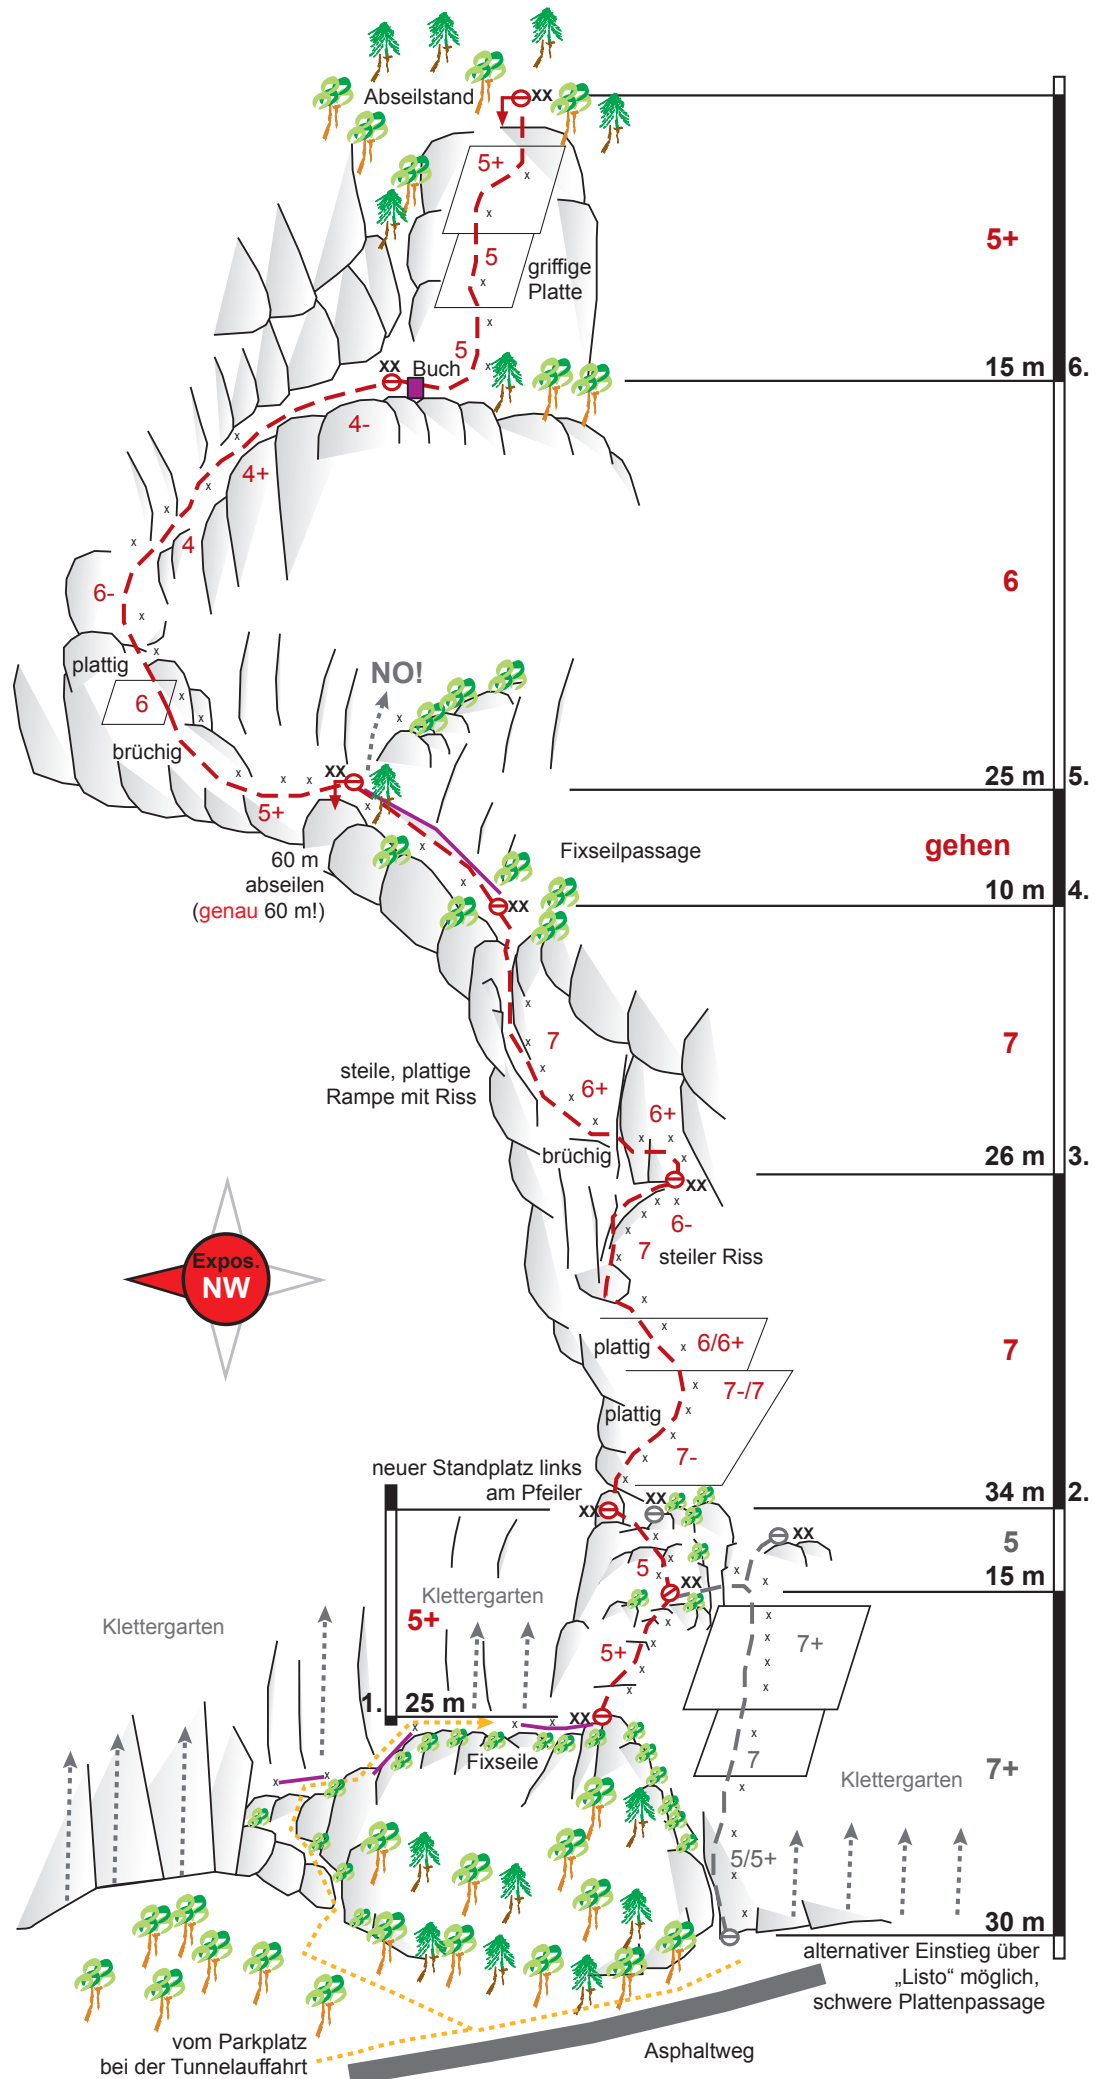 Abseilstand
xx
5+
5
griffige
Platte
5+
5
xx
Buch
15 m
6.
4-
4+
4
6-
6
plattig
6
NO!
brüchig
xx
25 m
5.
5+
60 m
abseilen
(genau 60 m!)
Fixseilpassage
gehen
10 m
4.
xx
7
7
steile, plattige
Rampe mit Riss
6+
6+
brüchig
26 m
3.
xx
6-
7
steiler Riss
Expos.
NW
plattig
6/6+
7
7-/7
plattig
7-
neuer Standplatz links
am Pfeiler
xx
xx
34 m
2.
xx
5
5
xx
15 m
Klettergarten
Klettergarten
5+
5+
7+
1.
25 m
xx
Fixseile
7
Klettergarten
7+
5/5+
30 m
alternativer Einstieg über
„Listo“ möglich,
schwere Plattenpassage
vom Parkplatz
bei der Tunnelauffahrt
Asphaltweg